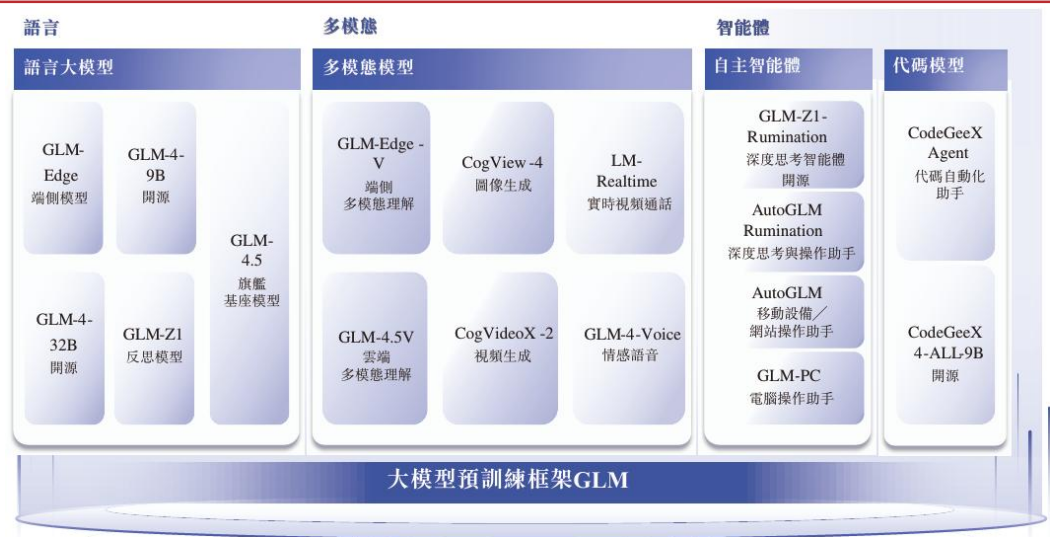 語言
多模態
智能體
語言大模型
多模態模型
自主智能體
代碼模型
GLM-
Edge
端側模型
GLM-4-
9B
開源
GLM-4-
32B
開源
GLM-Z1
反思模型
GLM-
4.5
旗艦
基座模型
GLM-Edge -
V
端側
多模態理解
CogView -4
圖像生成
LM-
Realtime
實時視頻通話
GLM-4.5V
雲端
多模態理解
CogVideoX -2
視頻生成
GLM-4-Voice
情感語音
GLM-Z1-
Rumination
深度思考智能體
開源
AutoGLM
Rumination
深度思考與操作助手
AutoGLM
移動設備／
網站操作助手
GLM-PC
電腦操作助手
CodeGeeX
Agent
代碼自動化
助手
CodeGeeX
4-ALL-9B
開源
大模型預訓練框架GLM